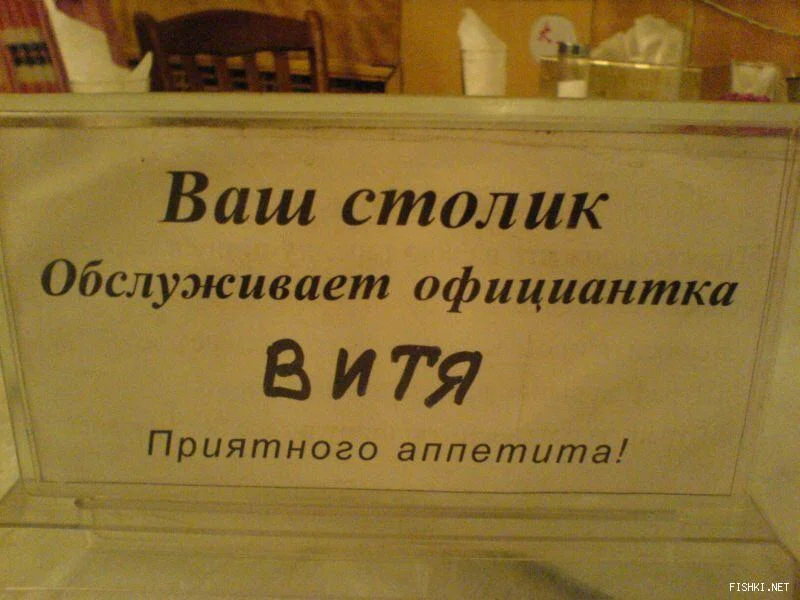 Ваш столик
Обслуживает официантка
ВИТЯ
Приятного аппетита!
FISHKI.NET